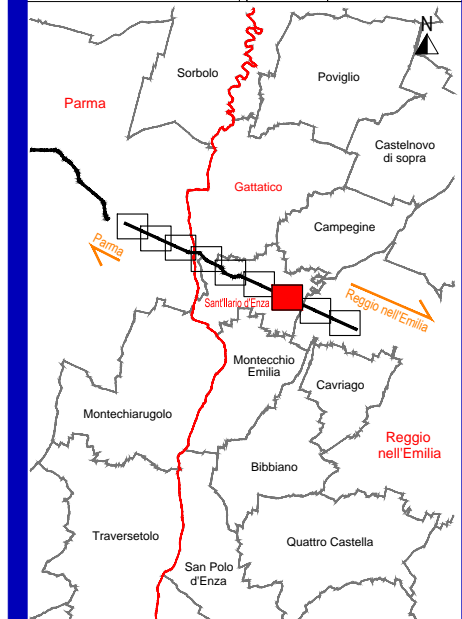 N
Sorbolo
Poviglio
Parma
Castelnovo
di sopra
Gattatico
Campegine
Parma
Reggio nell'Emilia
Sant'Ilario d'Enza
Montecchio
Emilia
Cavriago
Montechiarugolo
Reggio
nell'Emilia
Bibbiano
Traversetolo
Quattro Castella
San Polo
d'Enza